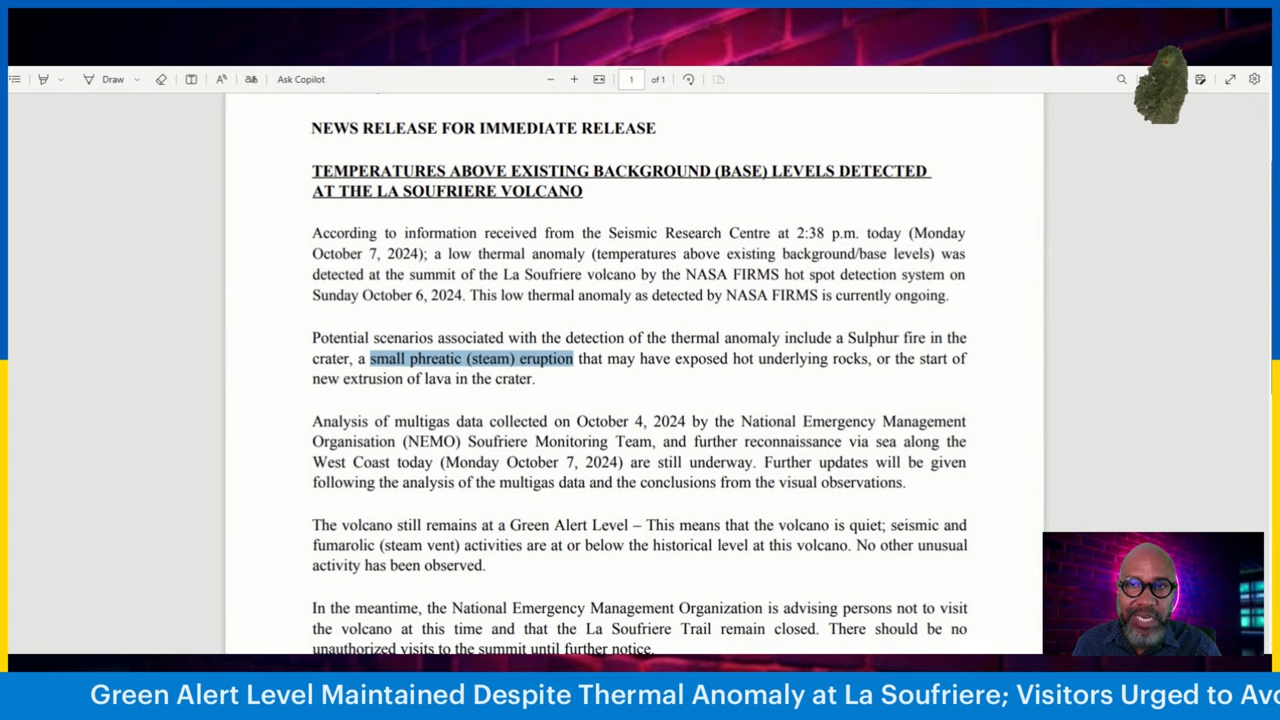 Draw
Ask Copilot
1 of 1
NEWS RELEASE FOR IMMEDIATE RELEASE
TEMPERATURES ABOVE EXISTING BACKGROUND (BASE) LEVELS DETECTED
AT THE LA SOUFRIERE VOLCANO
According to information received from the Seismic Research Centre at 2:38 p.m. today (Monday
October 7, 2024); a low thermal anomaly (temperatures above existing background/base levels) was
detected at the summit of the La Soufriere volcano by the NASA FIRMS hot spot detection system on
Sunday October 6, 2024. This low thermal anomaly as detected by NASA FIRMS is currently ongoing.
Potential scenarios associated with the detection of the thermal anomaly include a Sulphur fire in the
crater, a small phreatic (steam) eruption that may have exposed hot underlying rocks, or the start of
new extrusion of lava in the crater.
Analysis of multigas data collected on October 4, 2024 by the National Emergency Management
Organisation (NEMO) Soufriere Monitoring Team, and further reconnaissance via sea along the
West Coast today (Monday October 7, 2024) are still underway. Further updates will be given
following the analysis of the multigas data and the conclusions from the visual observations.
The volcano still remains at a Green Alert Level – This means that the volcano is quiet; seismic and
fumarolic (steam vent) activities are at or below the historical level at this volcano. No other unusual
activity has been observed.
In the meantime, the National Emergency Management Organization is advising persons not to visit
the volcano at this time and that the La Soufriere Trail remain closed. There should be no
unauthorized visits to the summit until further notice.
Green Alert Level Maintained Despite Thermal Anomaly at La Soufriere; Visitors Urged to Avo